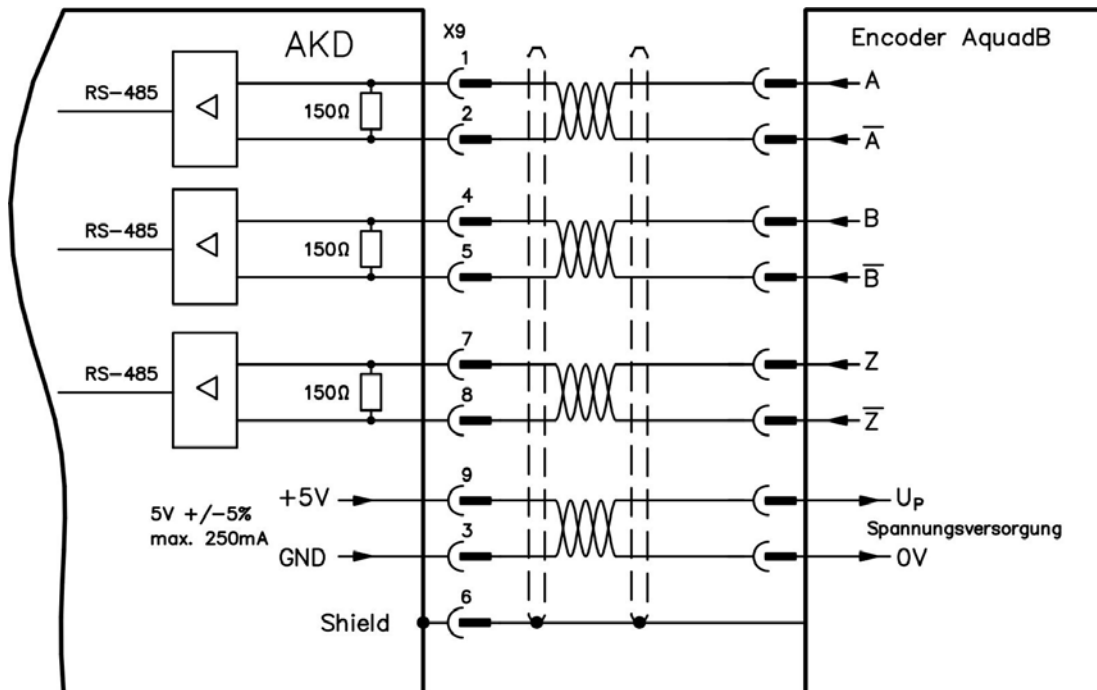 AKD
X9
Encoder AquadB
RS-485
150Ω
1
2
A
A̅
RS-485
150Ω
4
5
B
B̅
RS-485
150Ω
7
8
Z
Z̅
5V +/-5%
max. 250mA
+5V
9
GND
3
UP
Spannungsversorgung
0V
Shield
6